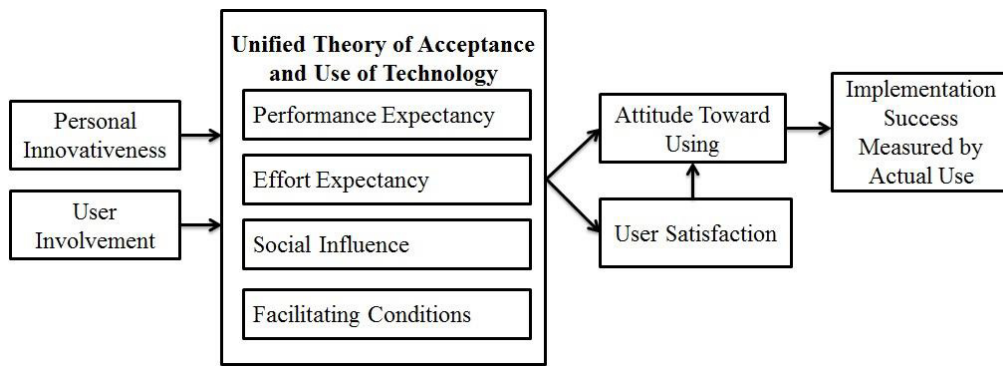 Personal
Innovativeness
User
Involvement
Unified Theory of Acceptance
and Use of Technology
Performance Expectancy
Effort Expectancy
Social Influence
Facilitating Conditions
Attitude Toward
Using
User Satisfaction
Implementation
Success
Measured by
Actual Use